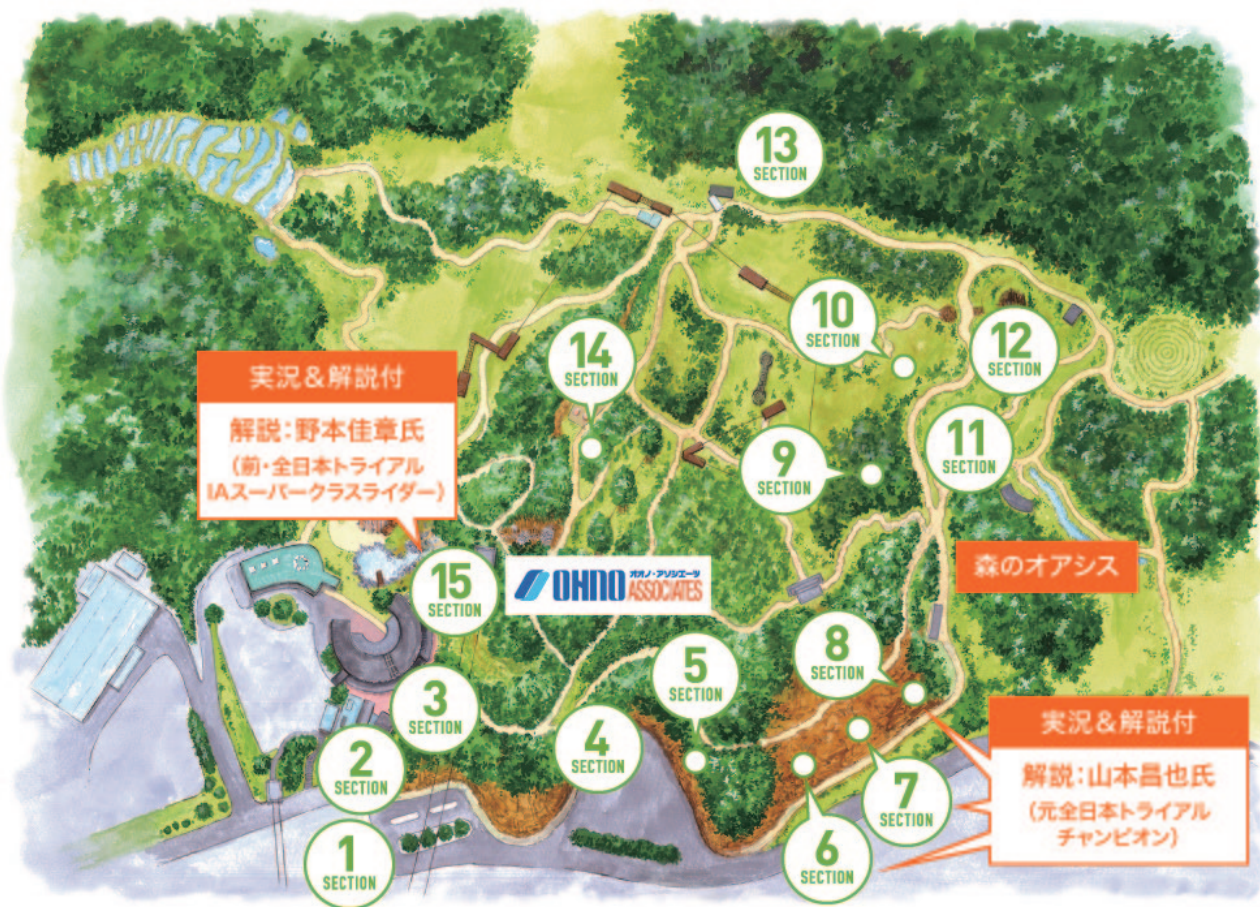 13
SECTION
10
SECTION
12
SECTION
14
SECTION
実況&解説付
解説:野本佳章氏
(前・全日本トライアル
IAスーパークラスライダー)
11
SECTION
9
SECTION
15
SECTION
OHNO オオノ・アソシエーツ ASSOCIATES
森のオアシス
8
SECTION
5
SECTION
3
SECTION
4
SECTION
2
SECTION
7
SECTION
実況&解説付
解説:山本昌也氏
(元全日本トライアル
チャンピオン)
6
SECTION
1
SECTION